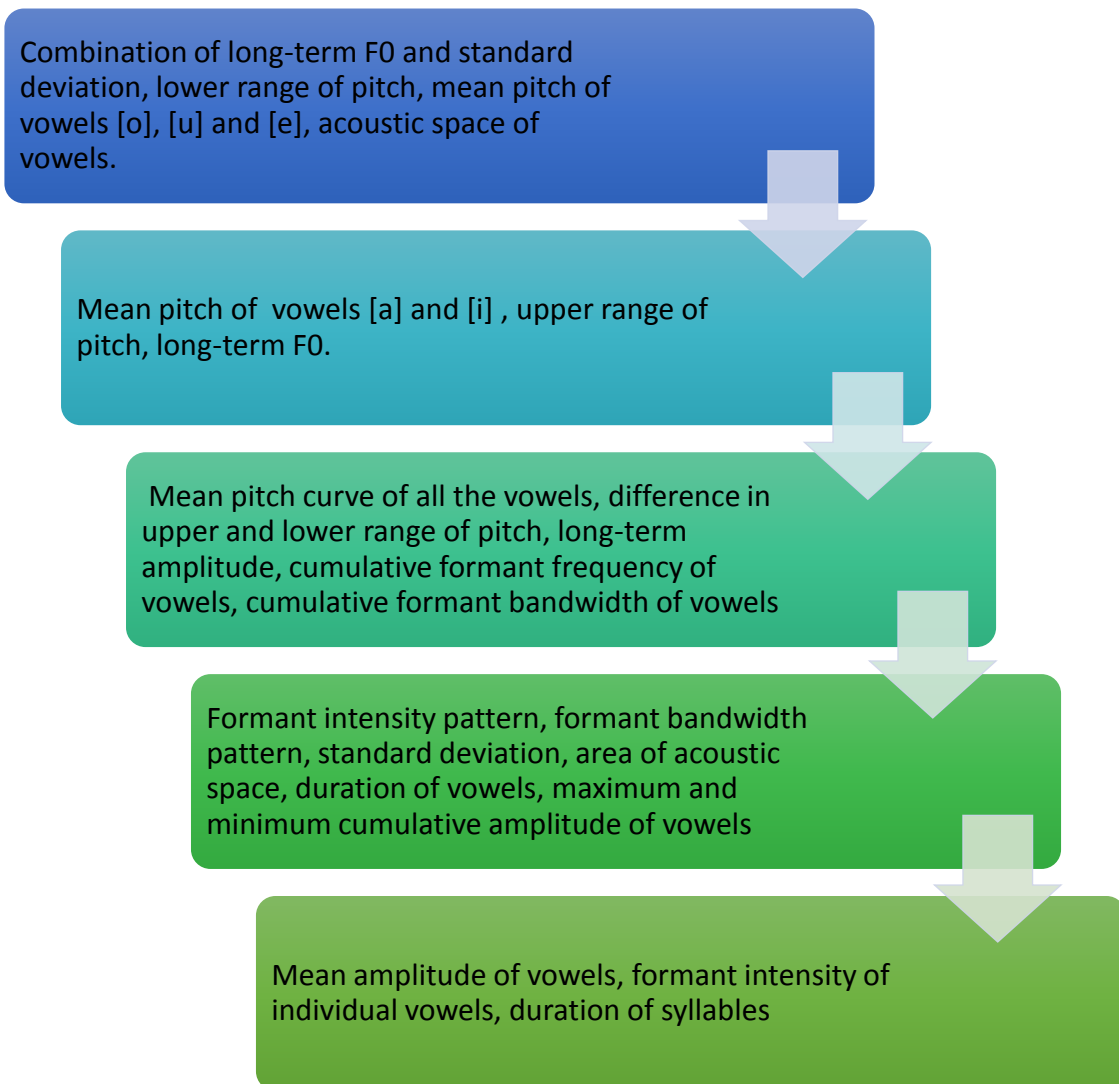 Combination of long-term F0 and standard
deviation, lower range of pitch, mean pitch of
vowels [o], [u] and [e], acoustic space of
vowels.
Mean pitch of  vowels [a] and [i] , upper range of
pitch, long-term F0.
Mean pitch curve of all the vowels, difference in
upper and lower range of pitch, long-term
amplitude, cumulative formant frequency of
vowels, cumulative formant bandwidth of vowels
Formant intensity pattern, formant bandwidth
pattern, standard deviation, area of acoustic
space, duration of vowels, maximum and
minimum cumulative amplitude of vowels
Mean amplitude of vowels, formant intensity of
individual vowels, duration of syllables